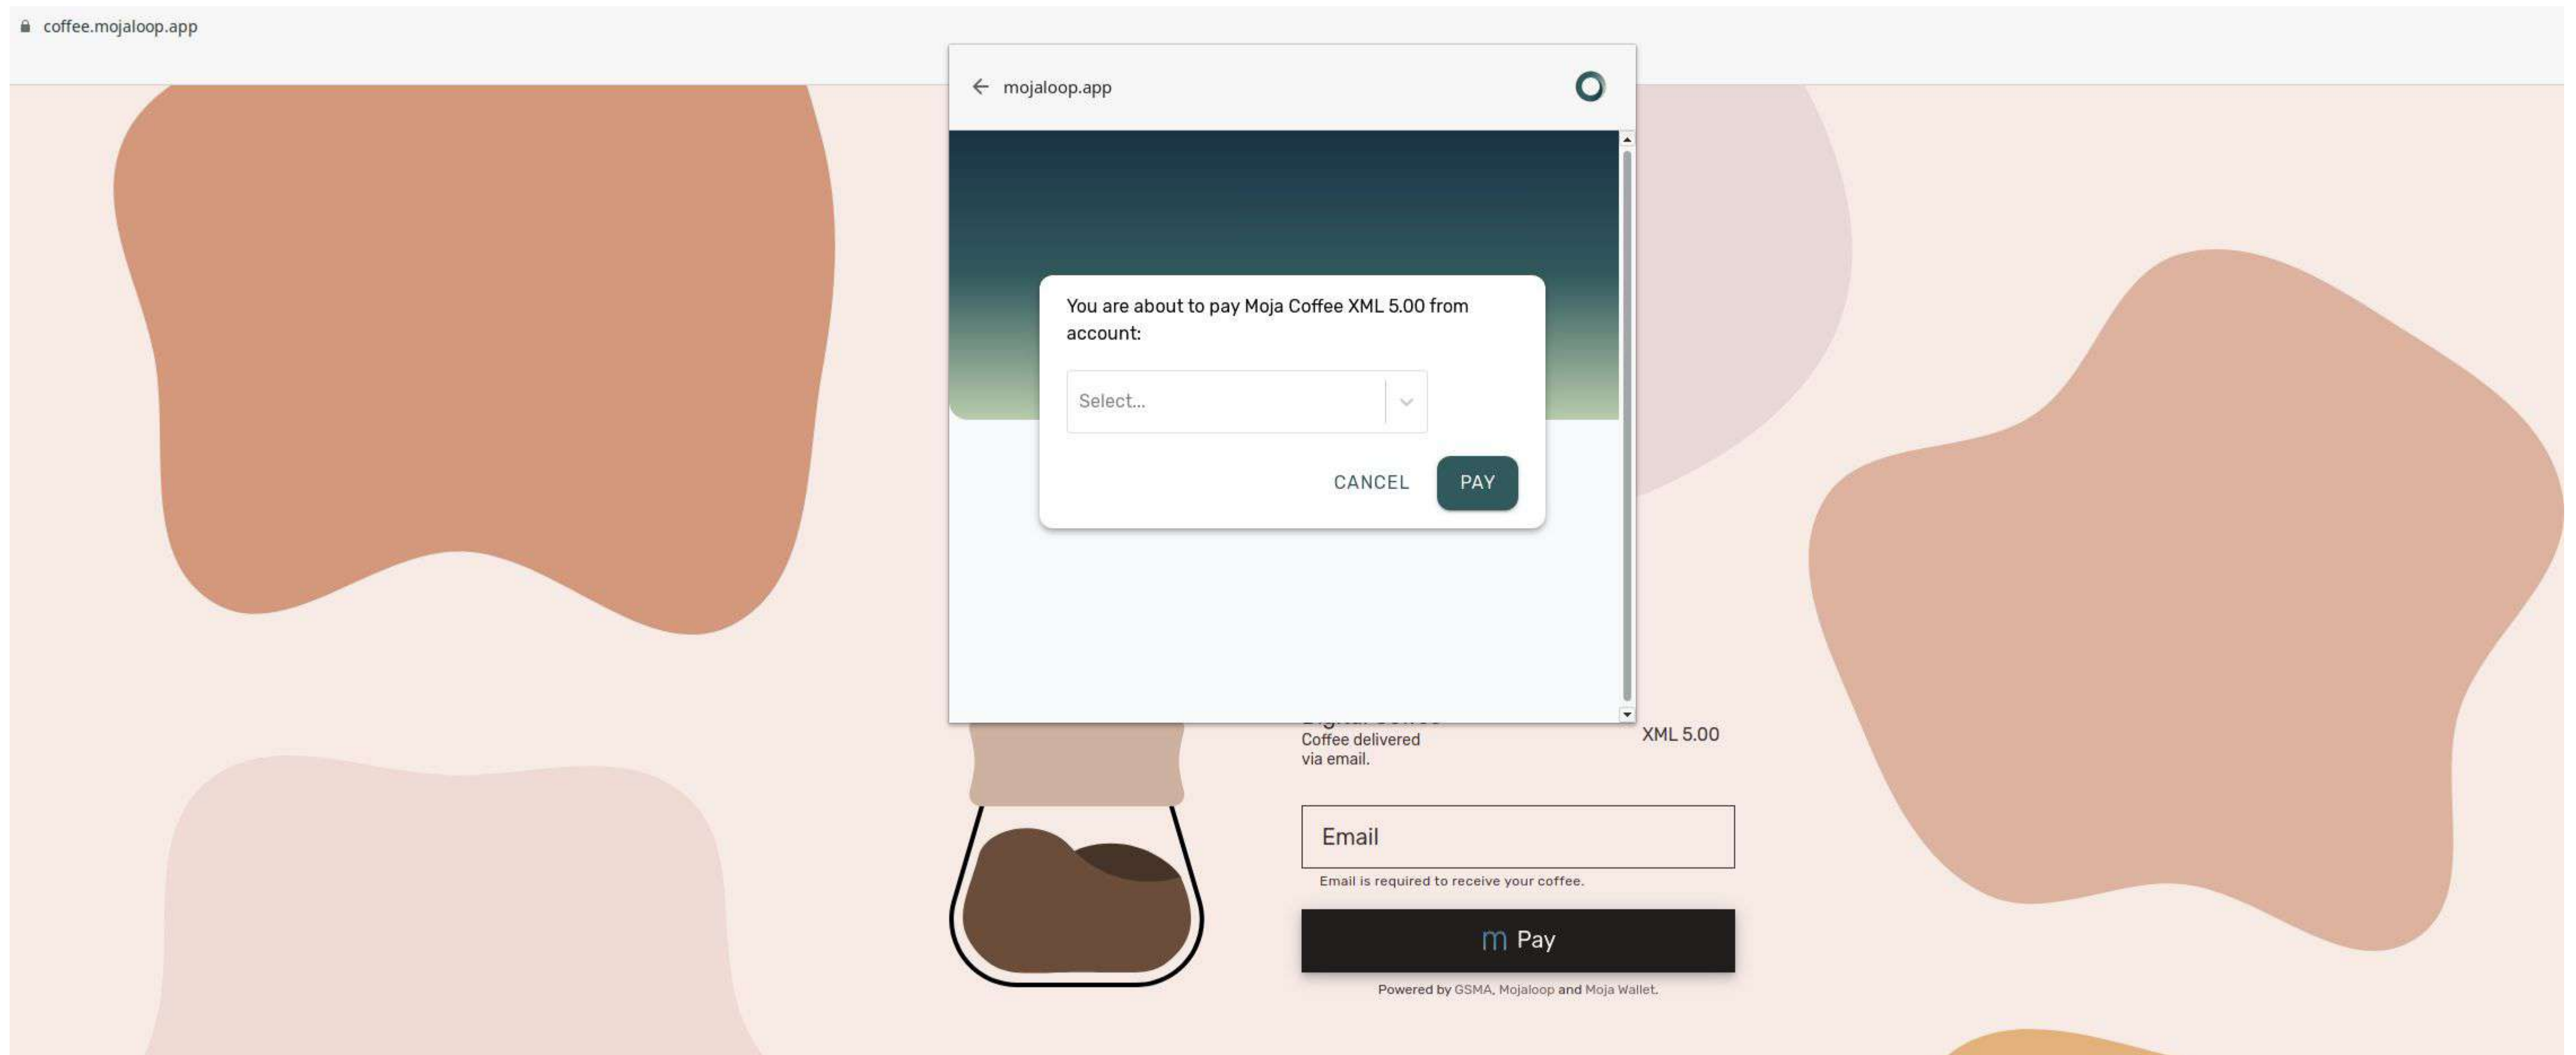 coffee.mojaloop.app
mojaloop.app
You are about to pay Moja Coffee XML 5.00 from
account:
Select...
CANCEL
PAY
Coffee delivered
via email.
XML 5.00
Email
Email is required to receive your coffee.
m Pay
Powered by GSMA, Mojaloop and Moja Wallet.